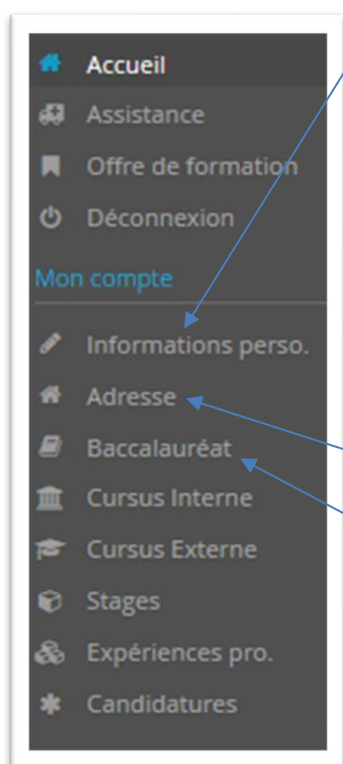 Accueil
Assistance
Offre de formation
Déconnexion
Mon compte
Informations perso.
Adresse
Baccalauréat
Cursus Interne
Cursus Externe
Stages
Expériences pro.
Candidatures